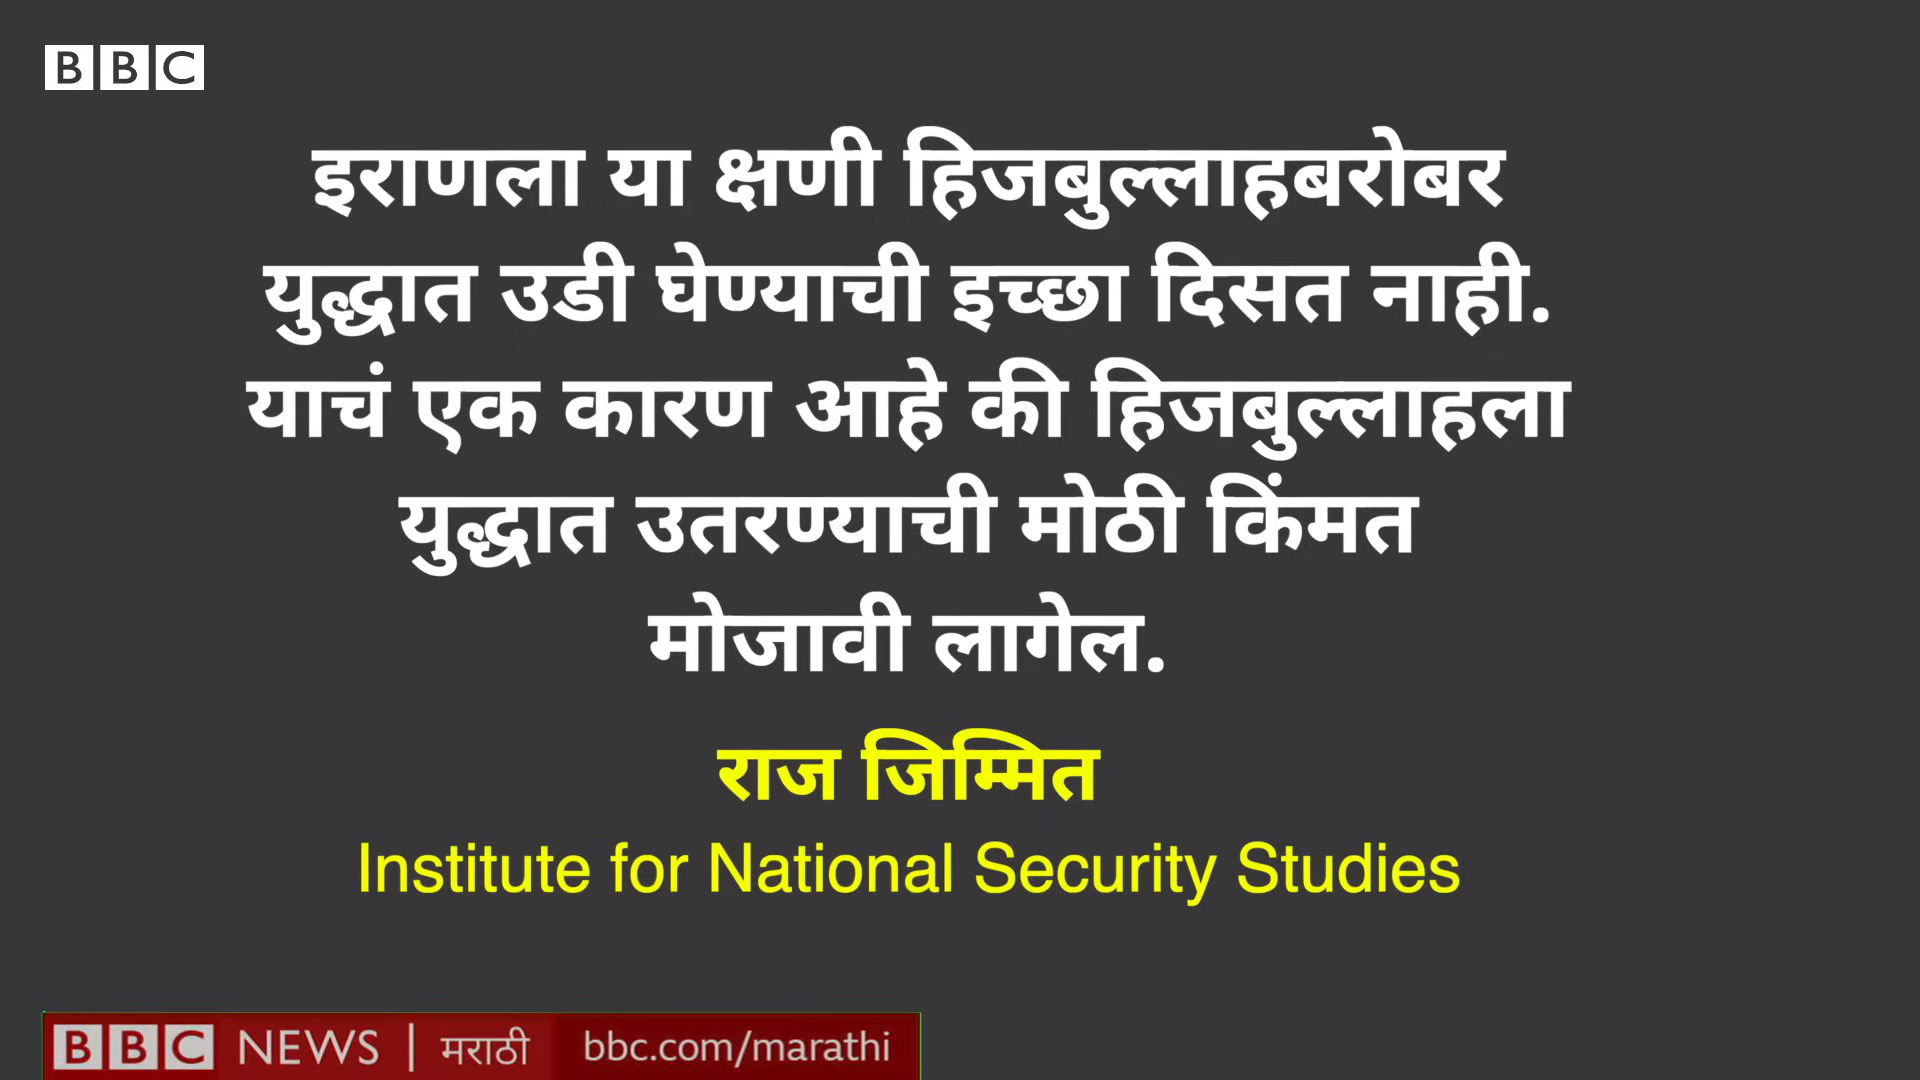 BBC
इराणला या क्षणी हिजबुल्लाहबरोबर
युद्धात उडी घेण्याची इच्छा दिसत नाही.
याचं एक कारण आहे की हिजबुल्लाहला
युद्धात उतरण्याची मोठी किंमत
मोजावी लागेल.
राज जिम्मित
Institute for National Security Studies
BBC NEWS | मराठी bbc.com/marathi